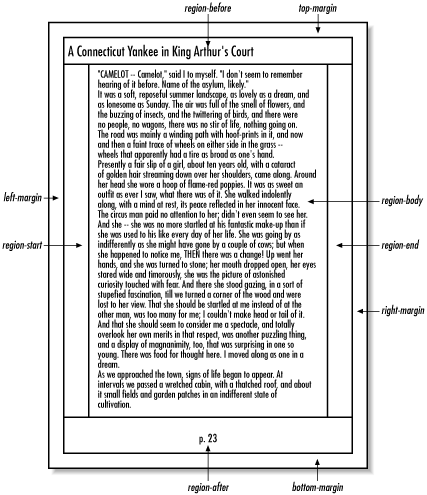 region-before
top-margin
A Connecticut Yankee in King Arthur's Court
"CAMELOT -- Camelot," said I to myself. "I don't seem to remember
hearing of it before. Name of the asylum, likely."
It was a soft, reposeful summer landscape, as lovely as a dream, and
as lonesome as Sunday. The air was full of the smell of flowers, and
the buzzing of insects, and the twittering of birds, and there were
no people, no wagons, there was no stir of life, nothing going on.
The road was mainly a winding path with hoof-prints in it, and now
and then a faint trace of wheels on either side in the grass --
wheels that apparently had a tire as broad as one's hand.
Presently a fair slip of a girl, about ten years old, with a cataract
of golden hair streaming down over her shoulders, came along. Around
her head she wore a hoop of flame-red poppies. It was as sweet an
outfit as ever I saw, what there was of it. She walked indolently
along, with a mind at rest, its peace reflected in her innocent face.
The circus man paid no attention to her; didn't even seem to see her.
And she -- she was no more startled at his fantastic make-up than if
she was used to his like every day of her life. She was going by as
indifferently as she might have gone by a couple of cows; but when
she happened to notice me, THEN there was a change! Up went her
hands, and she was turned to stone; her mouth dropped open, her eyes
stared wide and timorously, she was the picture of astonished
curiosity touched with fear. And there she stood gazing, in a sort of
stupefied fascination, till we turned a corner of the wood and were
lost to her view. That she should be startled at me instead of at the
other man, was too many for me; I couldn't make head or tail of it.
And that she should seem to consider me a spectacle, and totally
overlook her own merits in that respect, was another puzzling thing,
and a display of magnanimity, too, that was surprising in one so
young. There was food for thought here. I moved along as one in a
dream.
As we approached the town, signs of life began to appear. At
intervals we passed a wretched cabin, with a thatched roof, and about
it small fields and garden patches in an indifferent state of
cultivation.
left-margin
region-body
region-start
region-end
right-margin
p. 23
region-after
bottom-margin